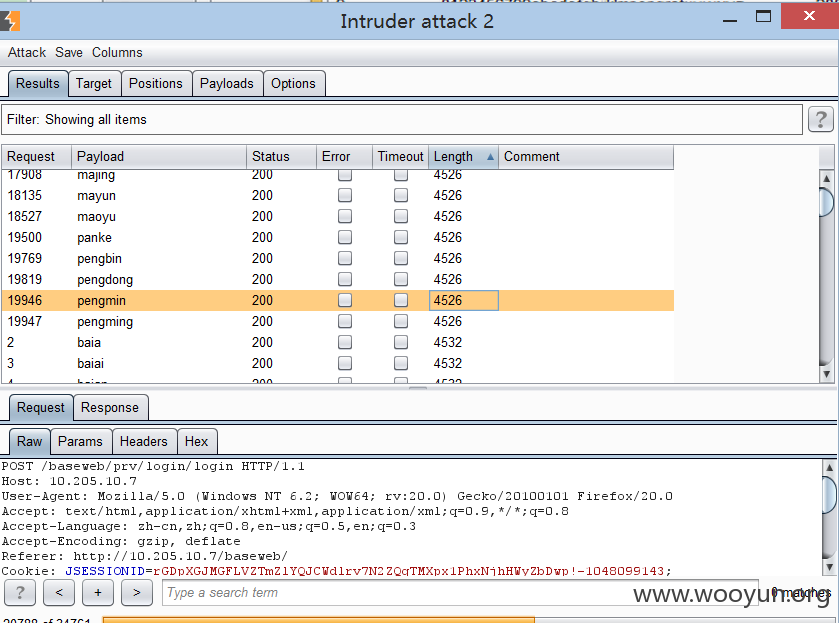 Intruder attack 2
Attack Save Columns
Results Target Positions Payloads Options
Filter: Showing all items ?
Request Payload Status Error Timeout Length Comment
17908 majing 200 4526
18135 mayun 200 4526
18527 maoyu 200 4526
19500 panke 200 4526
19769 pengbin 200 4526
19819 pengdong 200 4526
19946 pengmin 200 4526
19947 pengming 200 4526
2 baia 200 4532
3 baiai 200 4532
200 4532
Request Response
Raw Params Headers Hex
POST /baseweb/prv/login/login HTTP/1.1
Host: 10.205.10.7
User-Agent: Mozilla/5.0 (Windows NT 6.2; WOW64; rv:20.0) Gecko/20100101 Firefox/20.0
Accept: text/html,application/xhtml+xml,application/xml;q=0.9,*/*;q=0.8
Accept-Language: zh-cn,zh;q=0.8,en-us;q=0.5,en;q=0.3
Accept-Encoding: gzip, deflate
Referer: http://10.205.10.7/baseweb/
Cookie:
? < + > Type a search term 0 matches
www.wooyun.org